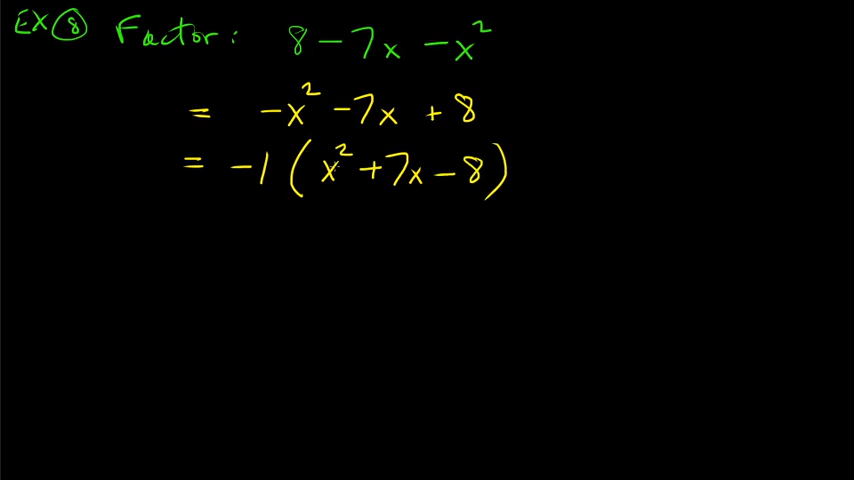 EX ⑧ Factor: 8 − 7x − x²
= −x² − 7x + 8
= −1 ( x² + 7x − 8 )